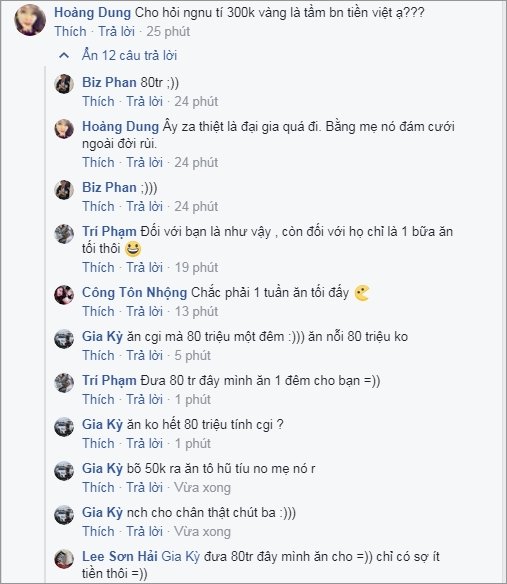 Hoàng Dung Cho hỏi ngnu tí 300k vàng là tầm bn tiền việt ạ???
Thích · Trả lời · 25 phút
Ẩn 12 câu trả lời
Biz Phan 80tr ;))
Thích · Trả lời · 24 phút
Hoàng Dung Ây za thiệt là đại gia quá đi. Bằng mẹ nó đám cưới
ngoài đời rùi.
Thích · Trả lời · 24 phút
Biz Phan ;)))
Thích · Trả lời · 24 phút
Trí Phạm Đối với bạn là như vậy , còn đối với họ chỉ là 1 bữa ăn
tối thôi 😀
Thích · Trả lời · 19 phút
Công Tôn Nhộng Chắc phải 1 tuần ăn tối đấy
Thích · Trả lời · 13 phút
Gia Kỳ ăn cgi mà 80 triệu một đêm :))) ăn nỗi 80 triệu ko
Thích · Trả lời · 5 phút
Trí Phạm Đưa 80 tr đây mình ăn 1 đêm cho bạn =))
Thích · Trả lời · 1 phút
Gia Kỳ ăn ko hết 80 triệu tính cgi ?
Thích · Trả lời · 1 phút
Gia Kỳ bõ 50k ra ăn tô hũ tíu no mẹ nó r
Thích · Trả lời · Vừa xong
Gia Kỳ nch cho chân thật chút ba :)))
Thích · Trả lời · Vừa xong
Lee Sơn Hải Gia Kỳ đưa 80tr đây mình ăn cho =)) chỉ có sợ ít
tiền thôi =))